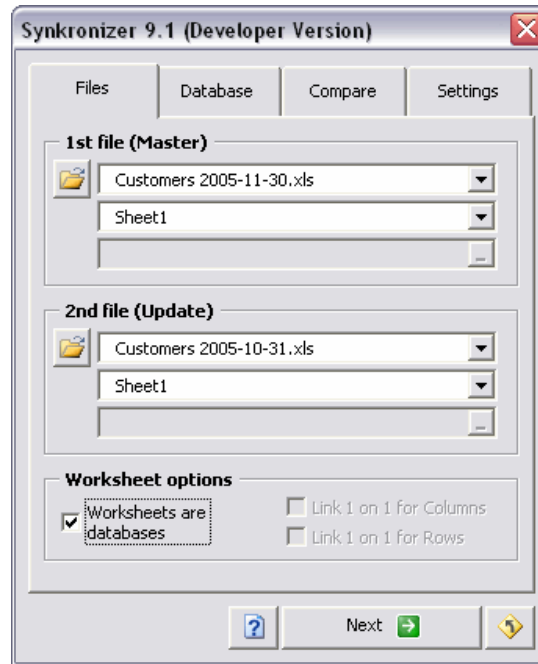 Synkronizer 9.1 (Developer Version)
Files
Database
Compare
Settings
1st file (Master)
Customers 2005-11-30.xls
Sheet1
2nd file (Update)
Customers 2005-10-31.xls
Sheet1
Worksheet options
Worksheets are
databases
Link 1 on 1 for Columns
Link 1 on 1 for Rows
Next